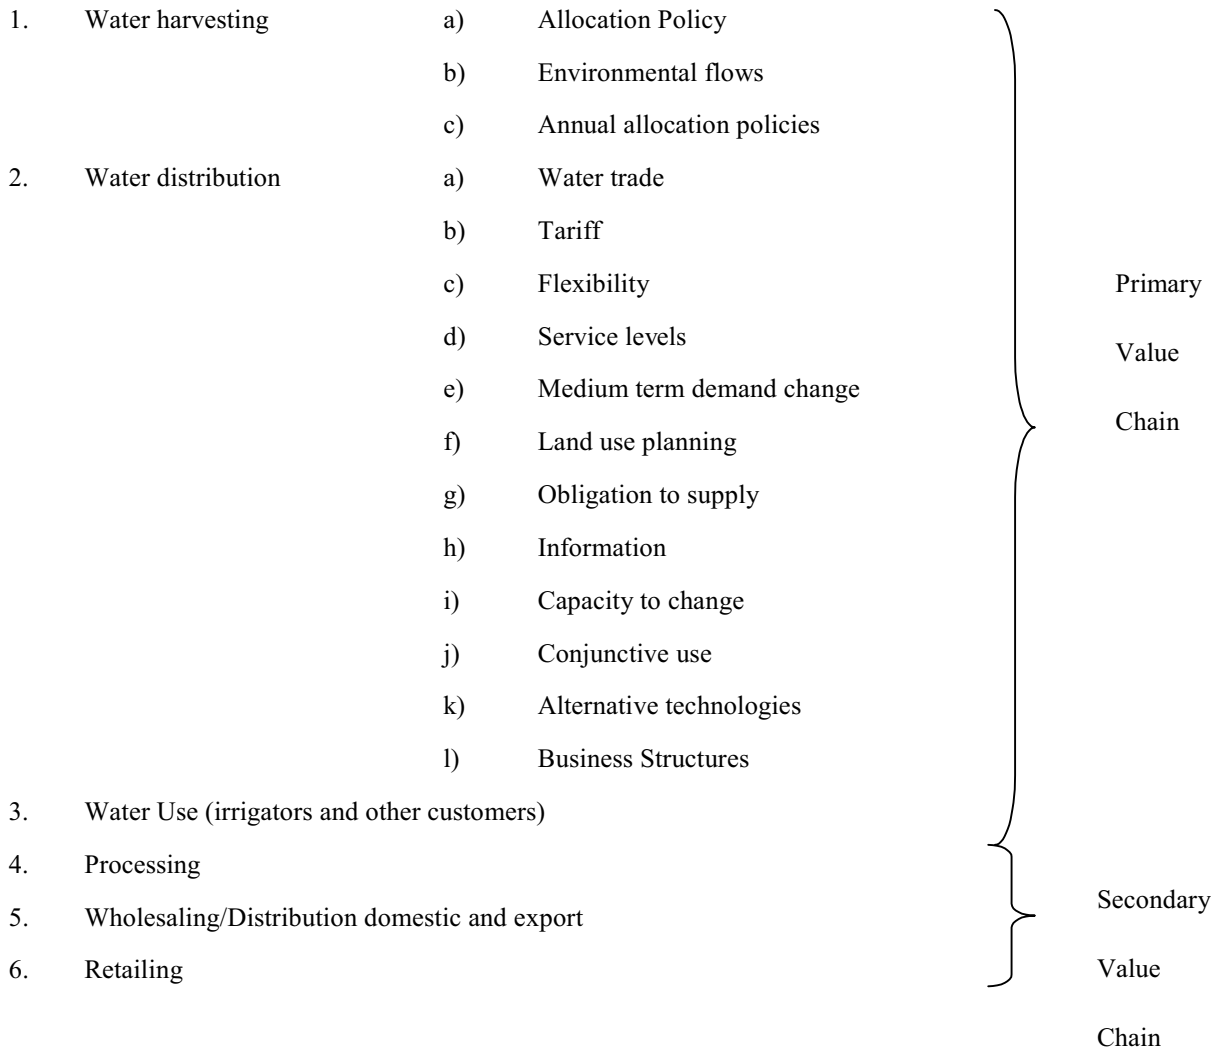 1. Water harvesting a) Allocation Policy
b) Environmental flows
c) Annual allocation policies
2. Water distribution a) Water trade
b) Tariff
c) Flexibility
d) Service levels
e) Medium term demand change
f) Land use planning
g) Obligation to supply
h) Information
i) Capacity to change
j) Conjunctive use
k) Alternative technologies
l) Business Structures
3. Water Use (irrigators and other customers)
4. Processing
5. Wholesaling/Distribution domestic and export
6. Retailing
Primary
Value
Chain
Secondary
Value
Chain